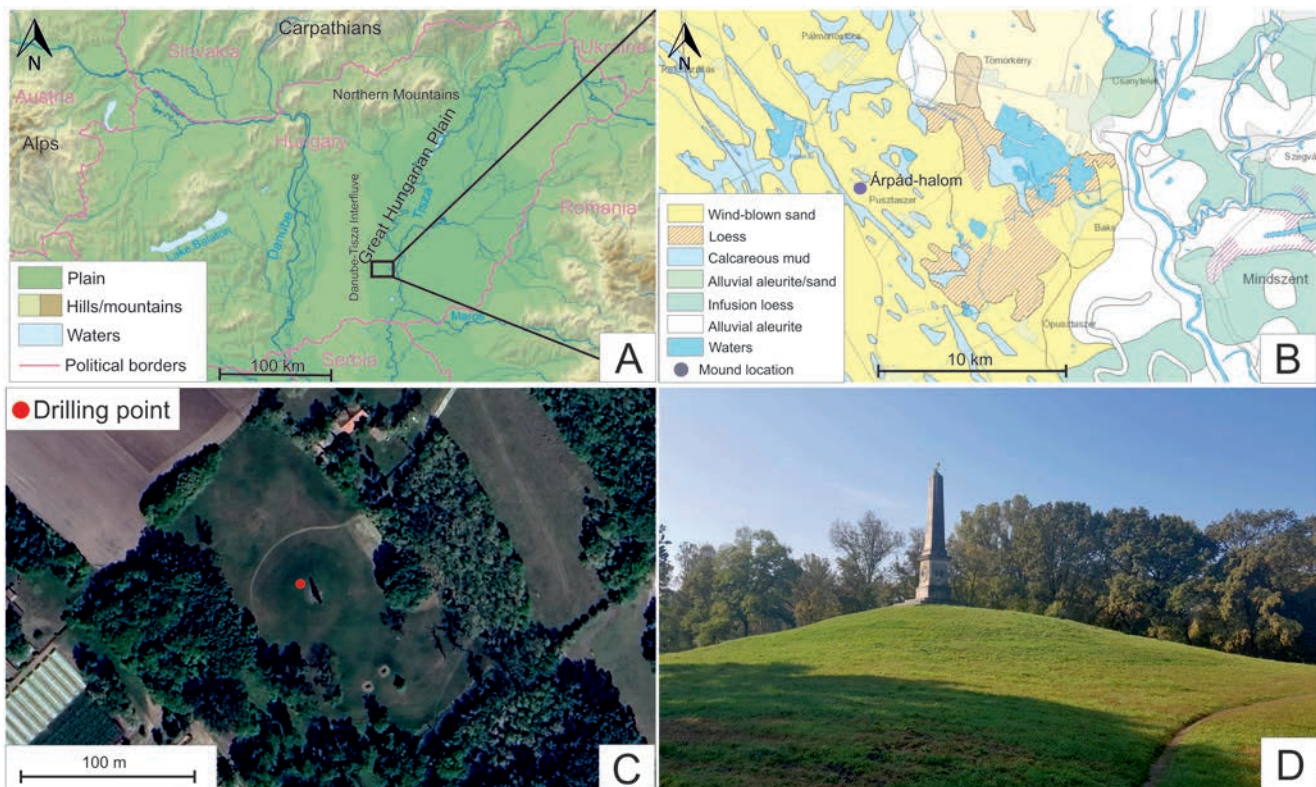 N
Carpathians
Slovakia
Ukraine
Austria
Northern Mountains
Alps
Hungary
Great Hungarian Plain
Tisza
Danube-Tisza Interfluve
Romania
Lake Balaton
Danube
Maros
Serbia
Plain
Hills/mountains
Waters
Political borders
100 km
A
N
Tömörkény
Csanytelek
Árpád-halom
Pusztaszer
Baks
Mindszent
Ópusztaszer
Wind-blown sand
Loess
Calcareous mud
Alluvial aleurite/sand
Infusion loess
Alluvial aleurite
Waters
Mound location
10 km
B
Drilling point
100 m
C
D